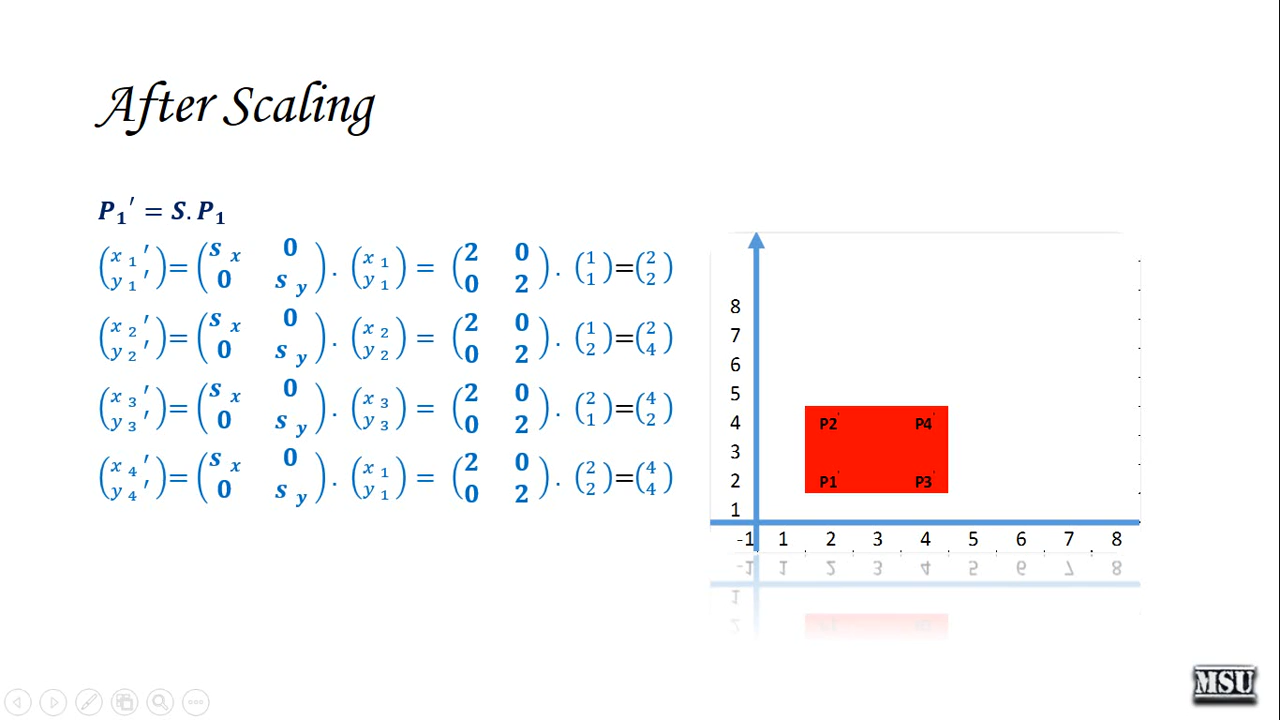 After Scaling
P₁′ = S.P₁
(x₁′ y₁′) = (sₓ 0 0 s_y) . (x₁ y₁) = (2 0 0 2) . (1 1)=(2 2)
(x₂′ y₂′) = (sₓ 0 0 s_y) . (x₂ y₂) = (2 0 0 2) . (1 2)=(2 4)
(x₃′ y₃′) = (sₓ 0 0 s_y) . (x₃ y₃) = (2 0 0 2) . (2 1)=(4 2)
(x₄′ y₄′) = (sₓ 0 0 s_y) . (x₁ y₁) = (2 0 0 2) . (2 2)=(4 4)
8
7
6
5
4 P2′ P4′
3
2 P1′ P3′
1
-1 1 2 3 4 5 6 7 8
MSU